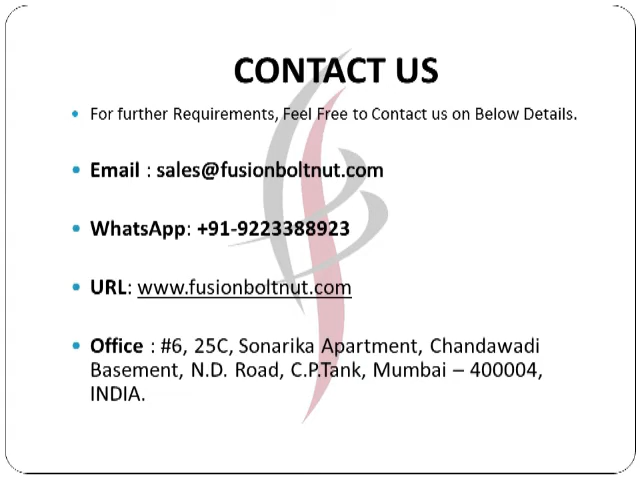 CONTACT US
• For further Requirements, Feel Free to Contact us on Below Details.
• Email : sales@fusionboltnut.com
• WhatsApp: +91-9223388923
• URL: www.fusionboltnut.com
• Office : #6, 25C, Sonarika Apartment, Chandawadi
Basement, N.D. Road, C.P.Tank, Mumbai – 400004,
INDIA.